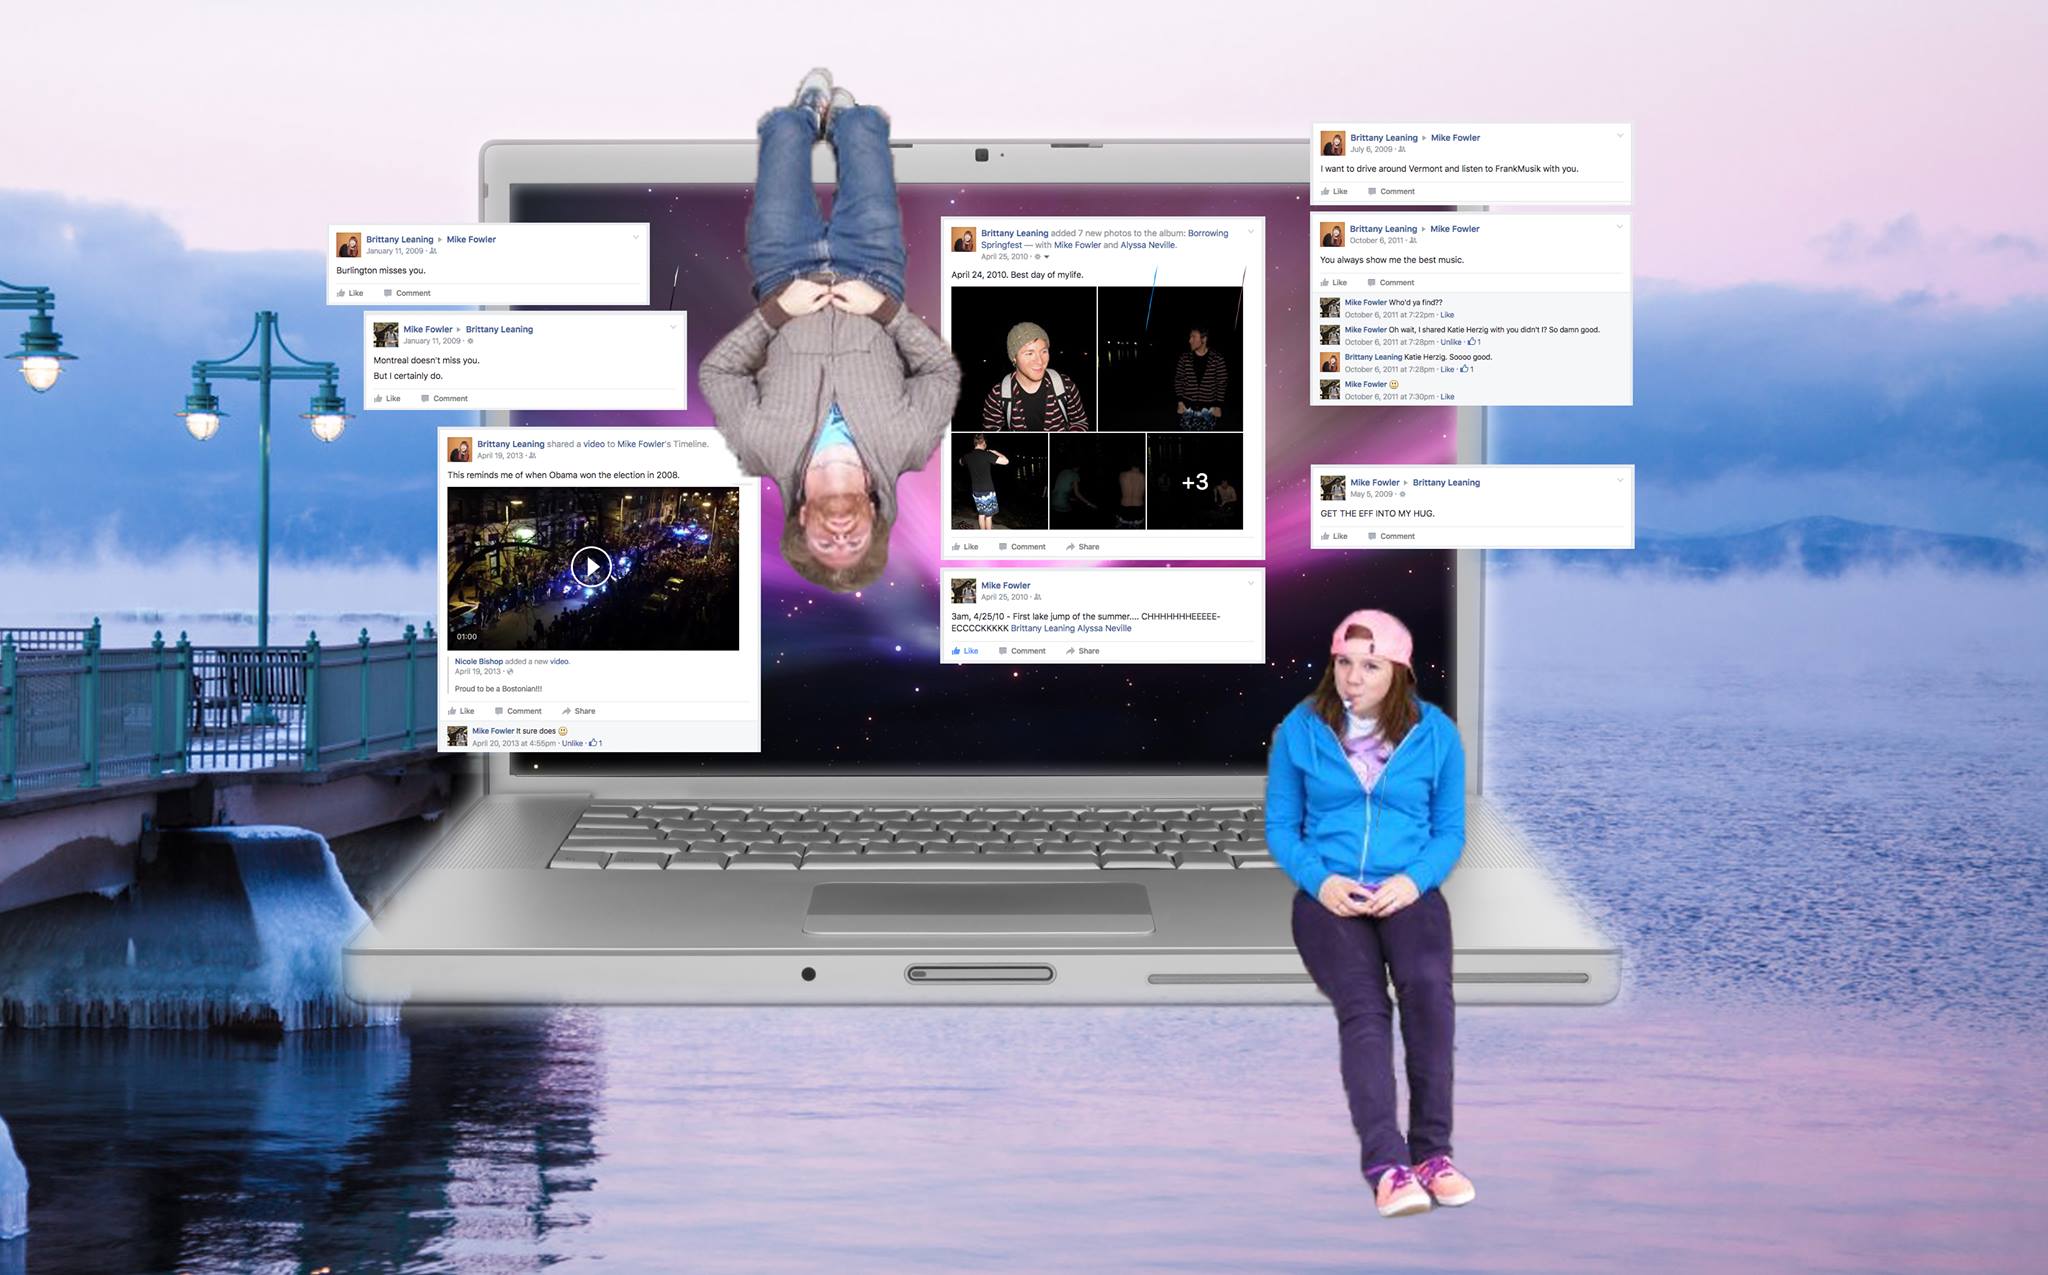 Brittany Leaning ▸ Mike Fowler
January 11, 2009 ·
Burlington misses you.
Like Comment
Mike Fowler ▸ Brittany Leaning
January 11, 2009 ·
Montreal doesn't miss you.
But I certainly do.
Like Comment
Brittany Leaning shared a video to Mike Fowler's Timeline.
April 19, 2013 ·
This reminds me of when Obama won the election in 2008.
01:00
Nicole Bishop added a new video.
April 19, 2013 ·
Proud to be a Bostonian!!!
Like Comment Share
Mike Fowler It sure does 🙂
April 20, 2013 at 4:55pm · Unlike · 1
Brittany Leaning added 7 new photos to the album: Borrowing
Springfest — with Mike Fowler and Alyssa Neville.
April 25, 2010 ·
April 24, 2010. Best day of mylife.
+3
Like Comment Share
Mike Fowler
April 25, 2010 ·
3am, 4/25/10 - First lake jump of the summer.... CHHHHHHHEEEEE-
ECCCCKKKKK Brittany Leaning Alyssa Neville
Like Comment Share
Brittany Leaning ▸ Mike Fowler
July 6, 2009 ·
I want to drive around Vermont and listen to FrankMusik with you.
Like Comment
Brittany Leaning ▸ Mike Fowler
October 6, 2011 ·
You always show me the best music.
Like Comment
Mike Fowler Who'd ya find??
October 6, 2011 at 7:22pm · Like
Mike Fowler Oh wait, I shared Katie Herzig with you didn't I? So damn good.
October 6, 2011 at 7:28pm · Unlike · 1
Brittany Leaning Katie Herzig. Soooo good.
October 6, 2011 at 7:28pm · Like · 1
Mike Fowler 🙂
October 6, 2011 at 7:30pm · Like
Mike Fowler ▸ Brittany Leaning
May 5, 2009 ·
GET THE EFF INTO MY HUG.
Like Comment